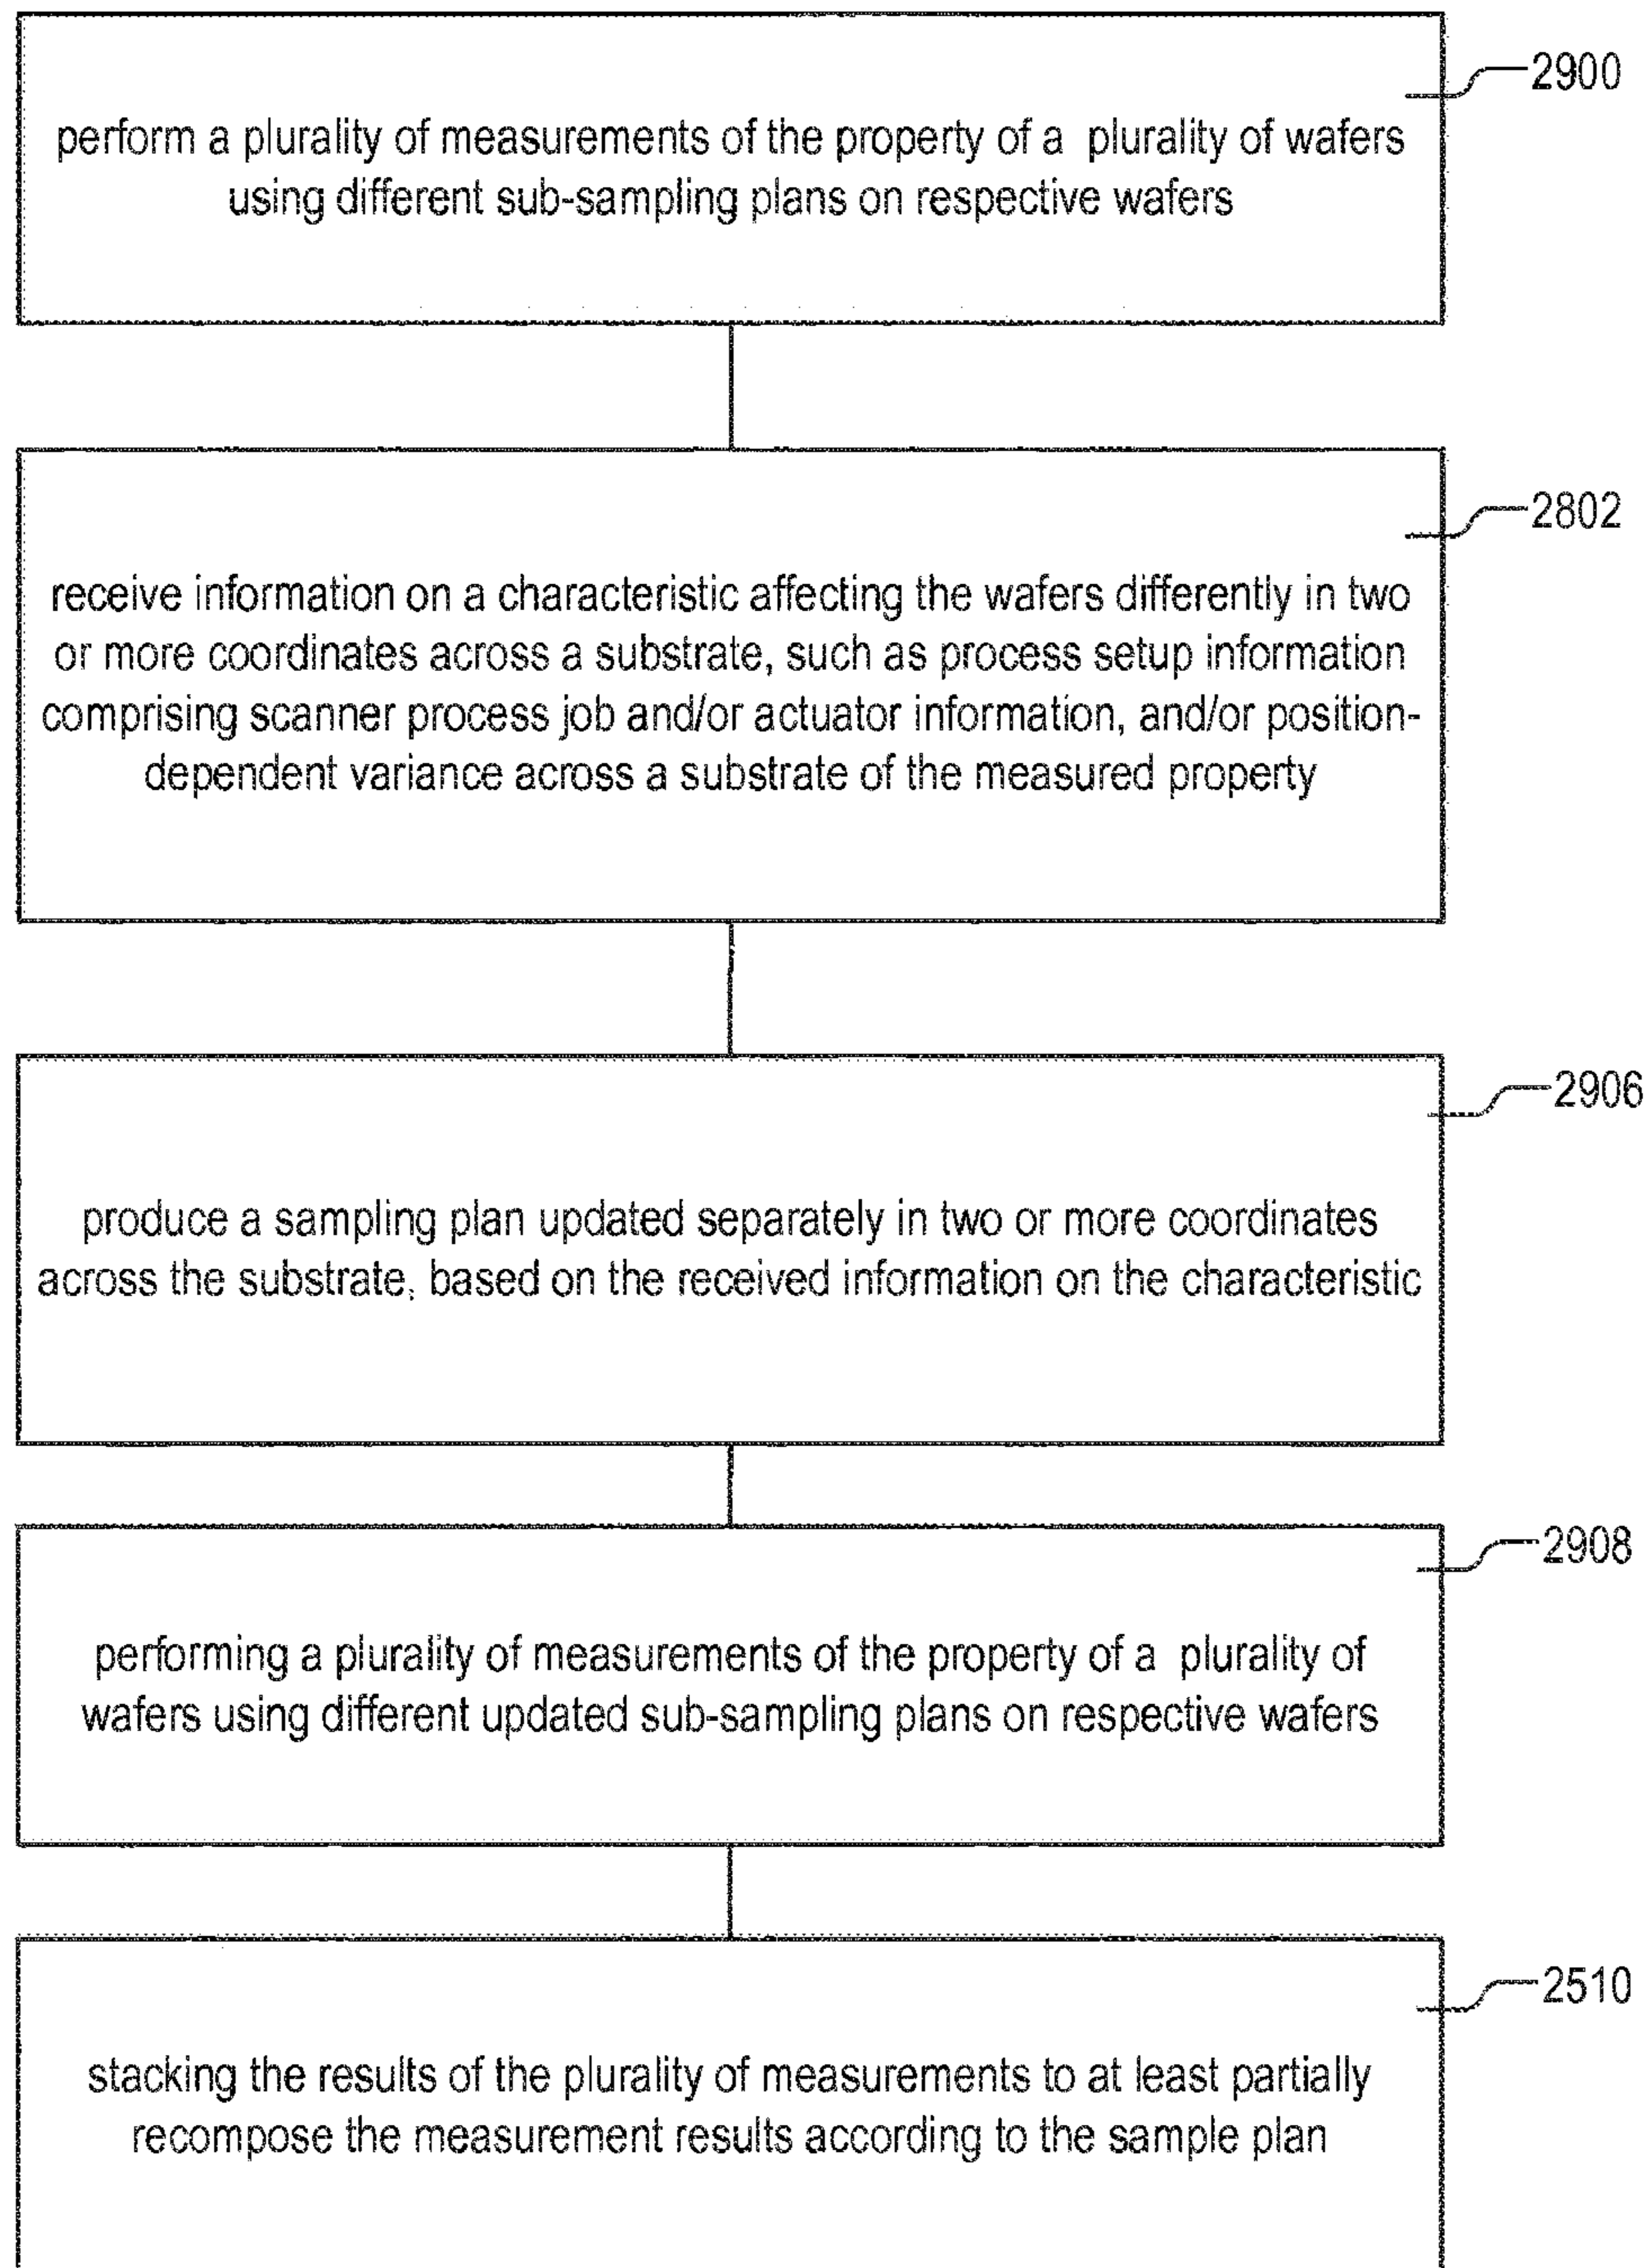 2900
perform a plurality of measurements of the property of a plurality of wafers
using different sub-sampling plans on respective wafers
2802
receive information on a characteristic affecting the wafers differently in two
or more coordinates across a substrate, such as process setup information
comprising scanner process job and/or actuator information, and/or position-
dependent variance across a substrate of the measured property
2906
produce a sampling plan updated separately in two or more coordinates
across the substrate, based on the received information on the characteristic
2908
performing a plurality of measurements of the property of a plurality of
wafers using different updated sub-sampling plans on respective wafers
2510
stacking the results of the plurality of measurements to at least partially
recompose the measurement results according to the sample plan